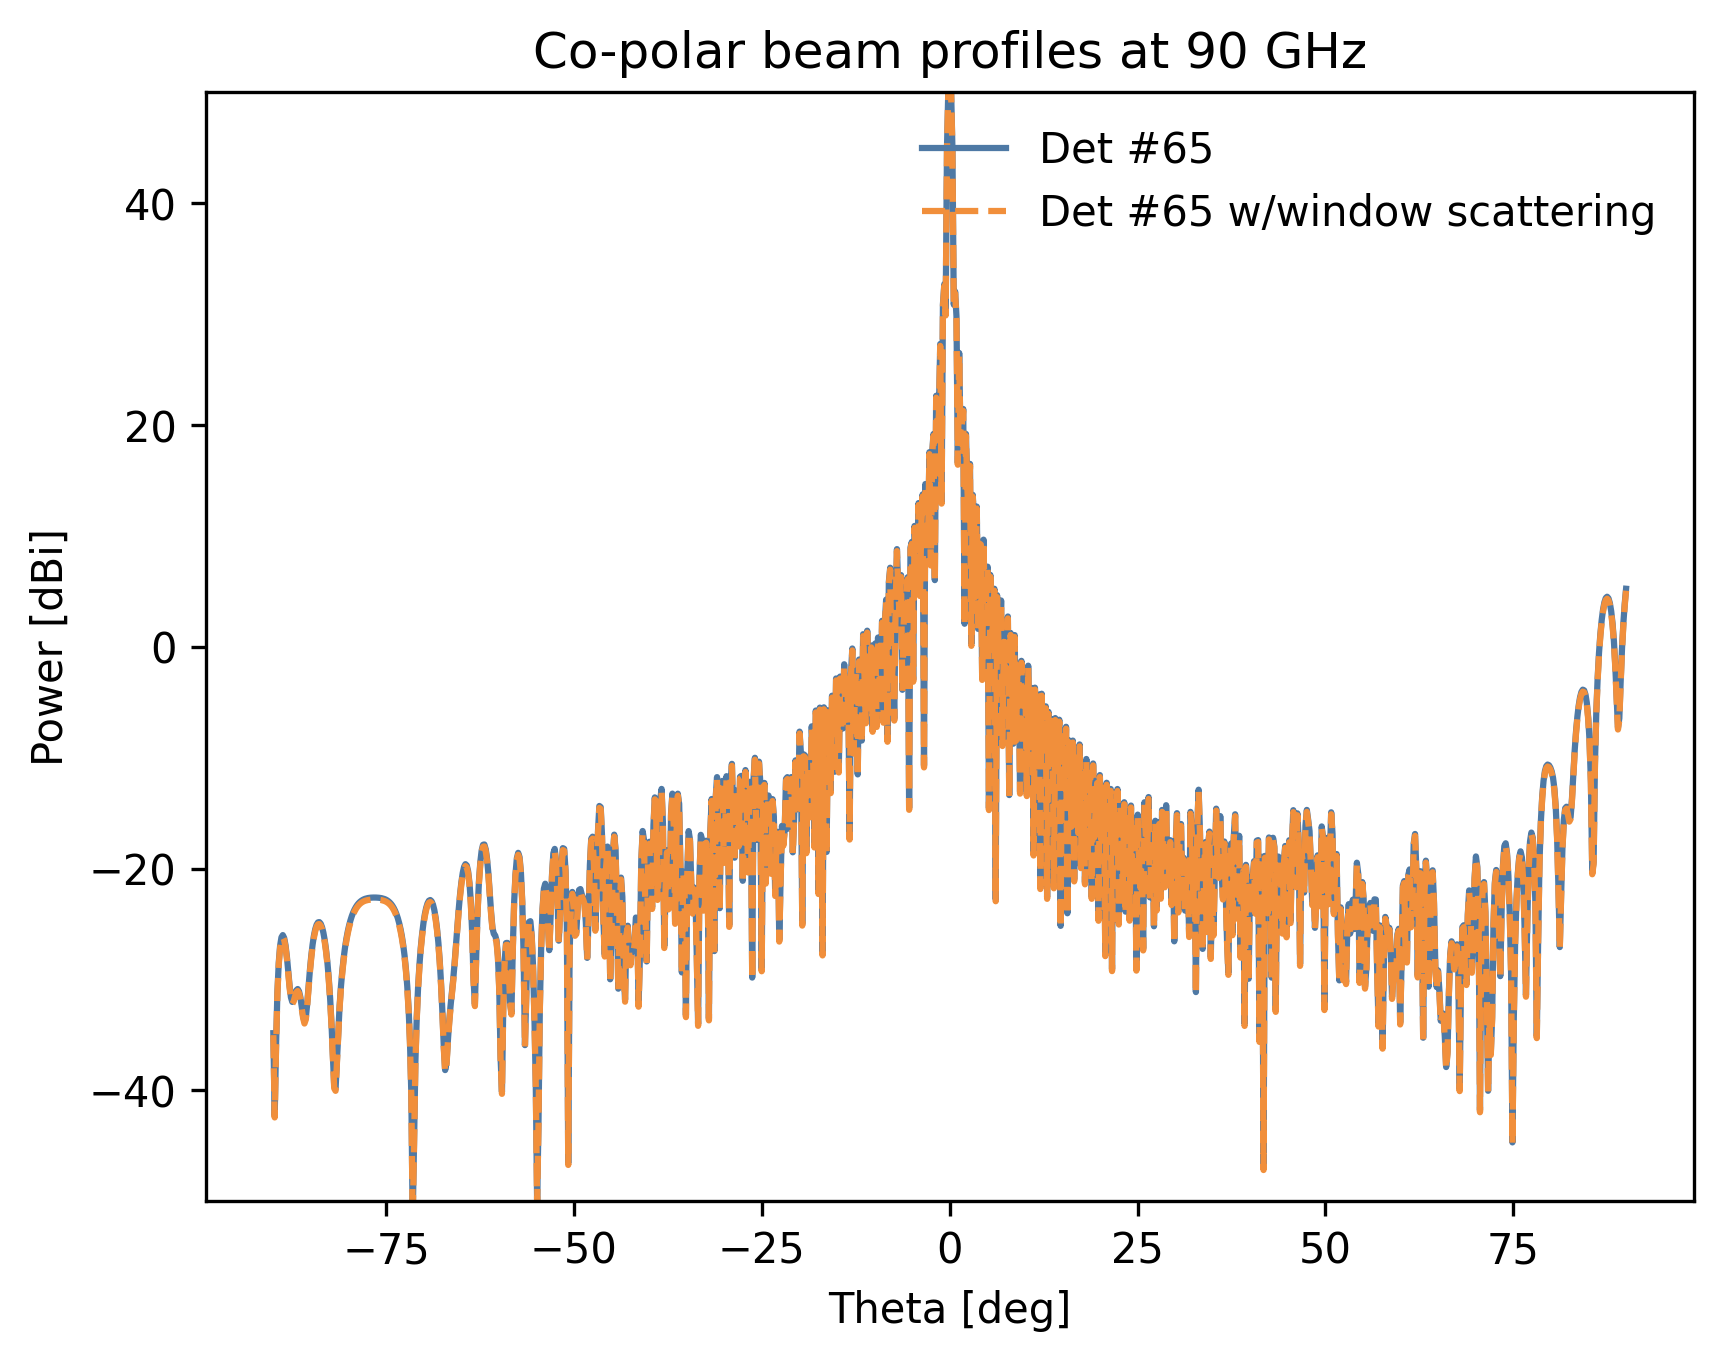 Co-polar beam profiles at 90 GHz
Det #65
Det #65 w/window scattering
Power [dBi]
40
20
0
−20
−40
−75
−50
−25
0
25
50
75
Theta [deg]